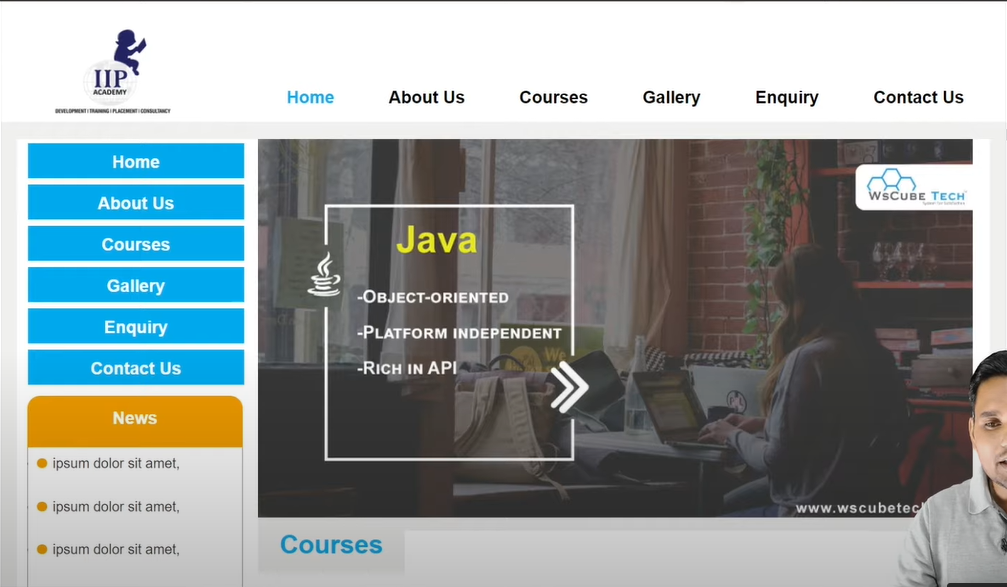 IIP
ACADEMY
DEVELOPMENT | TRAINING | PLACEMENT | CONSULTANCY
Home About Us Courses Gallery Enquiry Contact Us
Home
About Us
Courses
Gallery
Enquiry
Contact Us
News
ipsum dolor sit amet,
ipsum dolor sit amet,
ipsum dolor sit amet,
WsCube Tech
Java
-Object-oriented
-Platform independent
-Rich in API
We
www.wscubetec
Courses